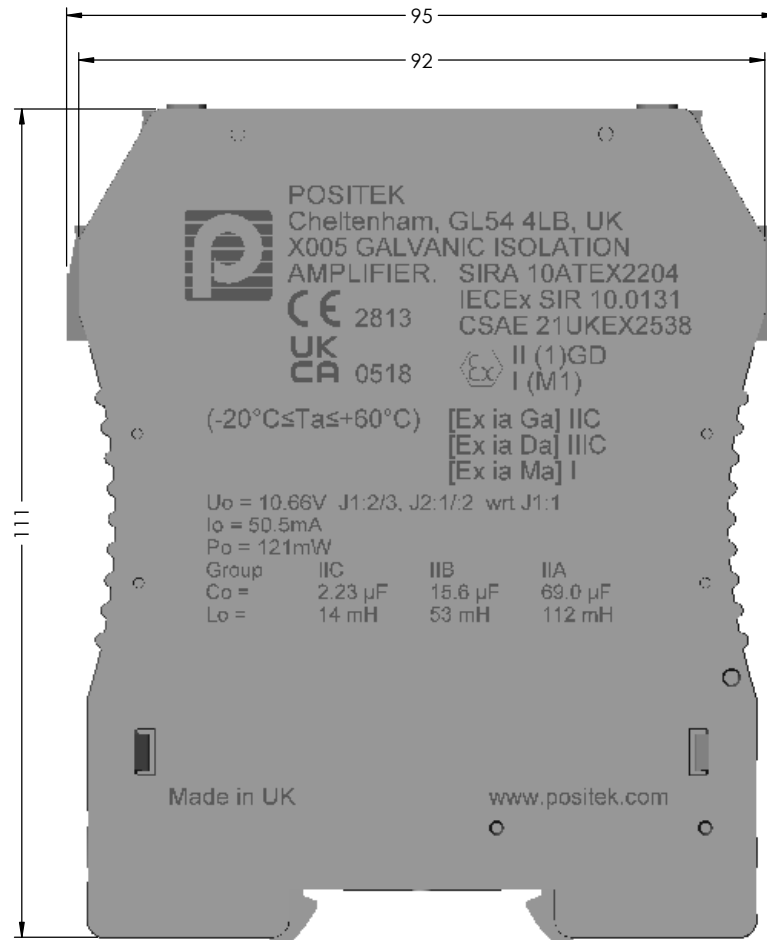 95
92
111
POSITEK
Cheltenham, GL54 4LB, UK
X005 GALVANIC ISOLATION
AMPLIFIER. SIRA 10ATEX2204
IECEx SIR 10.0131
CE 2813
CSAE 21UKEX2538
UK
CA 0518
Ex II (1)GD
I (M1)
(-20°C≤Ta≤+60°C) [Ex ia Ga] IIC
[Ex ia Da] IIIC
[Ex ia Ma] I
Uo = 10.66V J1:2/3, J2:1/:2 wrt J1:1
Io = 50.5mA
Po = 121mW
Group IIC IIB IIA
Co = 2.23 µF 15.6 µF 69.0 µF
Lo = 14 mH 53 mH 112 mH
Made in UK www.positek.com